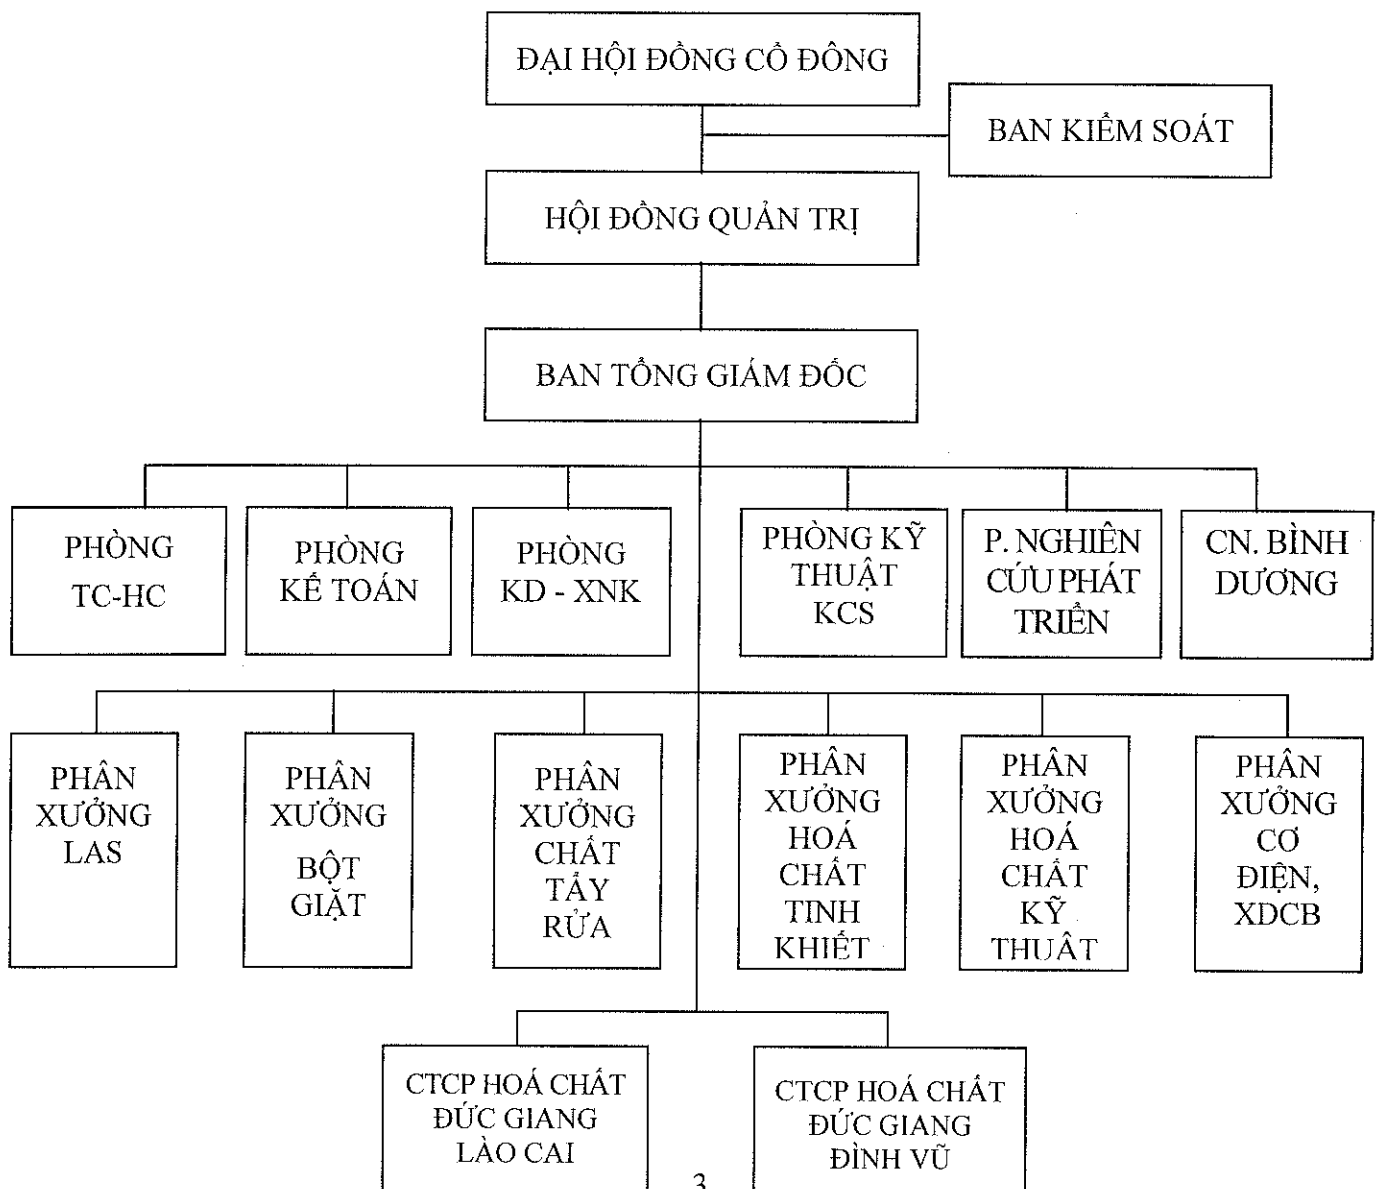 ĐẠI HỘI ĐỒNG CỔ ĐÔNG
BAN KIỂM SOÁT
HỘI ĐỒNG QUẢN TRỊ
BAN TỔNG GIÁM ĐỐC
PHÒNG
TC-HC
PHÒNG
KẾ TOÁN
PHÒNG
KD - XNK
PHÒNG KỸ
THUẬT
KCS
P. NGHIÊN
CỨU PHÁT
TRIỂN
CN. BÌNH
DƯƠNG
PHÂN
XƯỞNG
LAS
PHÂN
XƯỞNG
BỘT
GIẶT
PHÂN
XƯỞNG
CHẤT
TẨY
RỬA
PHÂN
XƯỞNG
HOÁ
CHẤT
TINH
KHIẾT
PHÂN
XƯỞNG
HOÁ
CHẤT
KỸ
THUẬT
PHÂN
XƯỞNG
CƠ
ĐIỆN,
XDCB
CTCP HOÁ CHẤT
ĐỨC GIANG
LÀO CAI
CTCP HOÁ CHẤT
ĐỨC GIANG
ĐÌNH VŨ
3